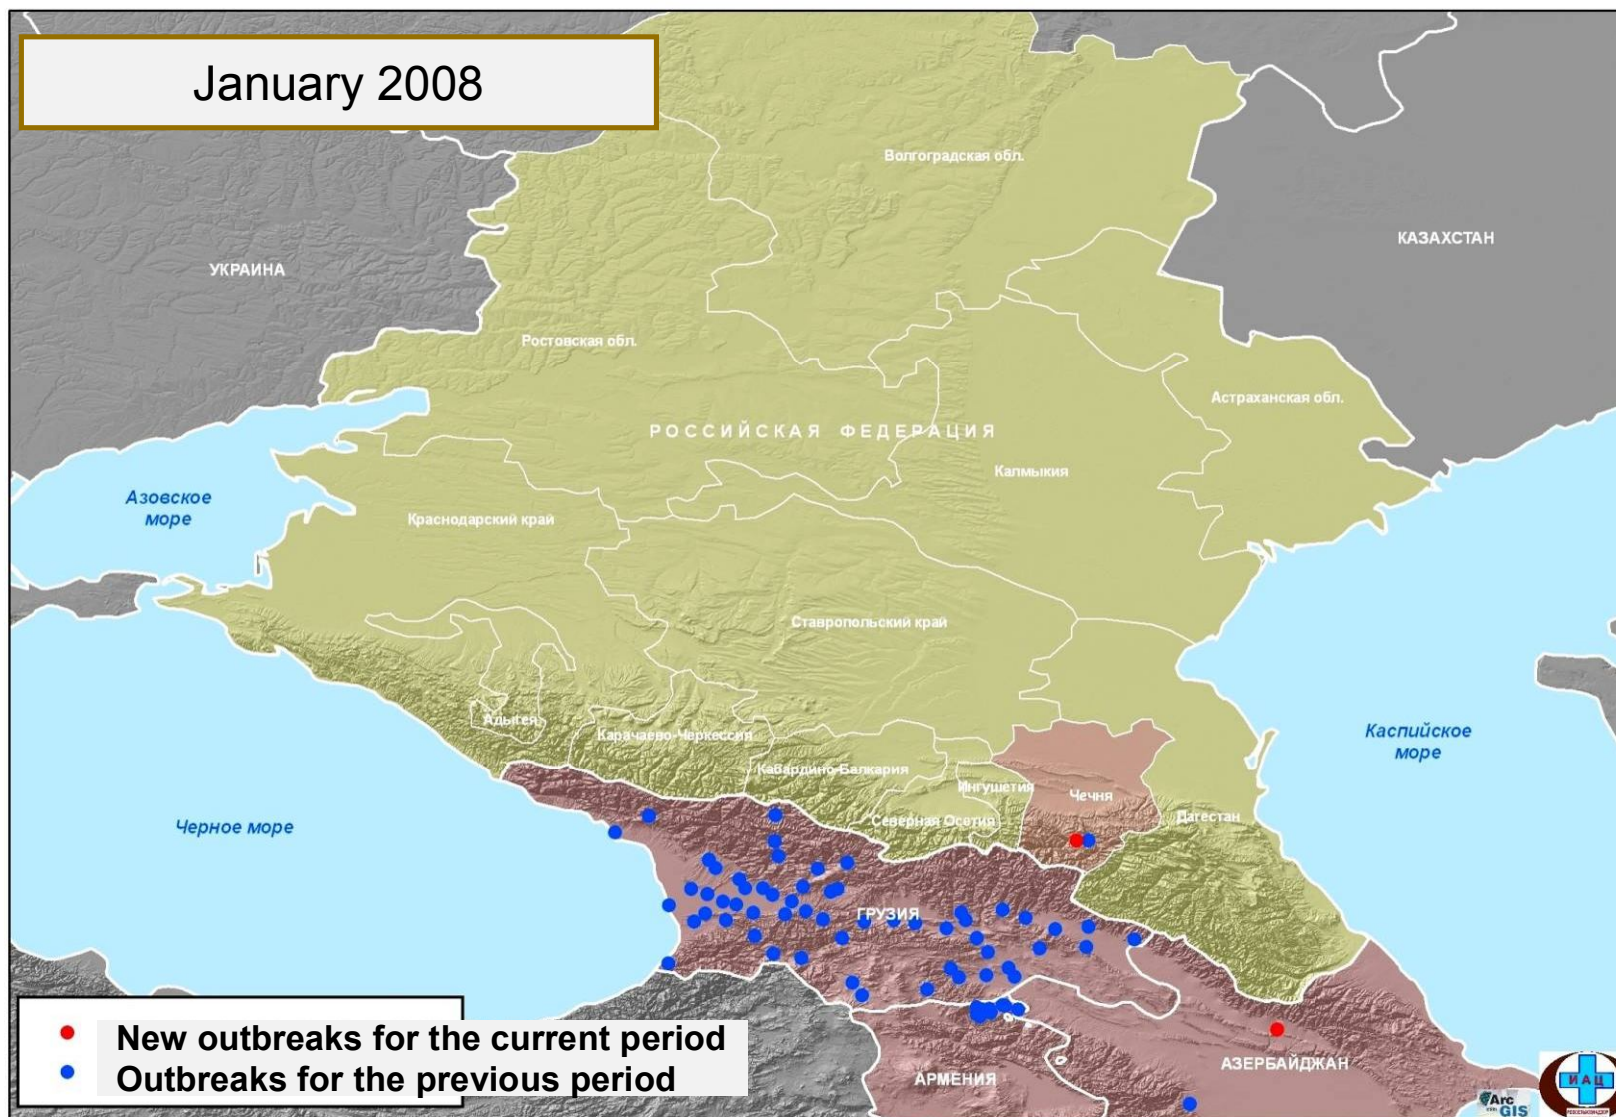 January 2008
Волгоградская обл.
КАЗАХСТАН
УКРАИНА
Ростовская обл.
Астраханская обл.
РОССИЙСКАЯ ФЕДЕРАЦИЯ
Калмыкия
Азовское
море
Краснодарский край
Ставропольский край
Адыгея
Карачаево-Черкессия
Каспийское
море
Кабардино-Балкария
Ингушетия
Чечня
Северная Осетия
Дагестан
Черное море
ГРУЗИЯ
New outbreaks for the current period
Outbreaks for the previous period
АРМЕНИЯ
АЗЕРБАЙДЖАН
Arc
GIS
ИАЦ